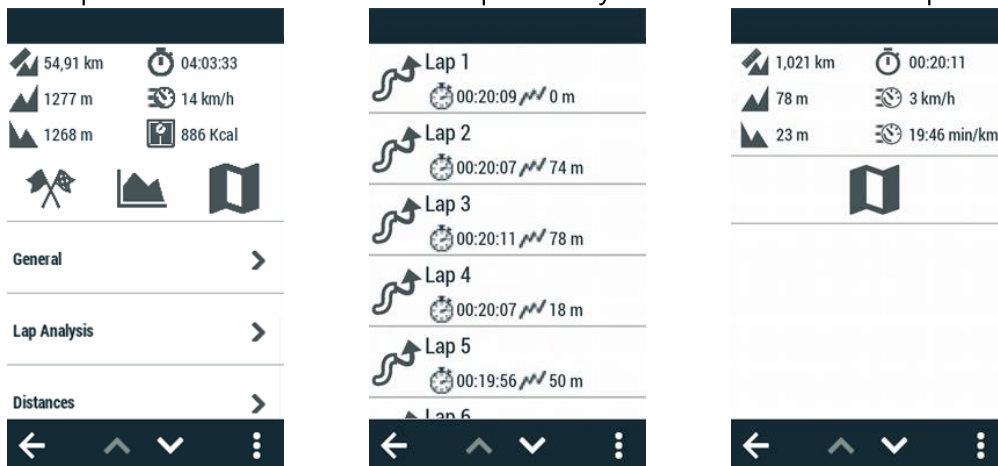 54,91 km 04:03:33
1277 m 14 km/h
1268 m 886 Kcal
General
Lap Analysis
Distances
Lap 1
00:20:09 0 m
Lap 2
00:20:07 74 m
Lap 3
00:20:11 78 m
Lap 4
00:20:07 18 m
Lap 5
00:19:56 50 m
Lap 6
1,021 km 00:20:11
78 m 3 km/h
23 m 19:46 min/km